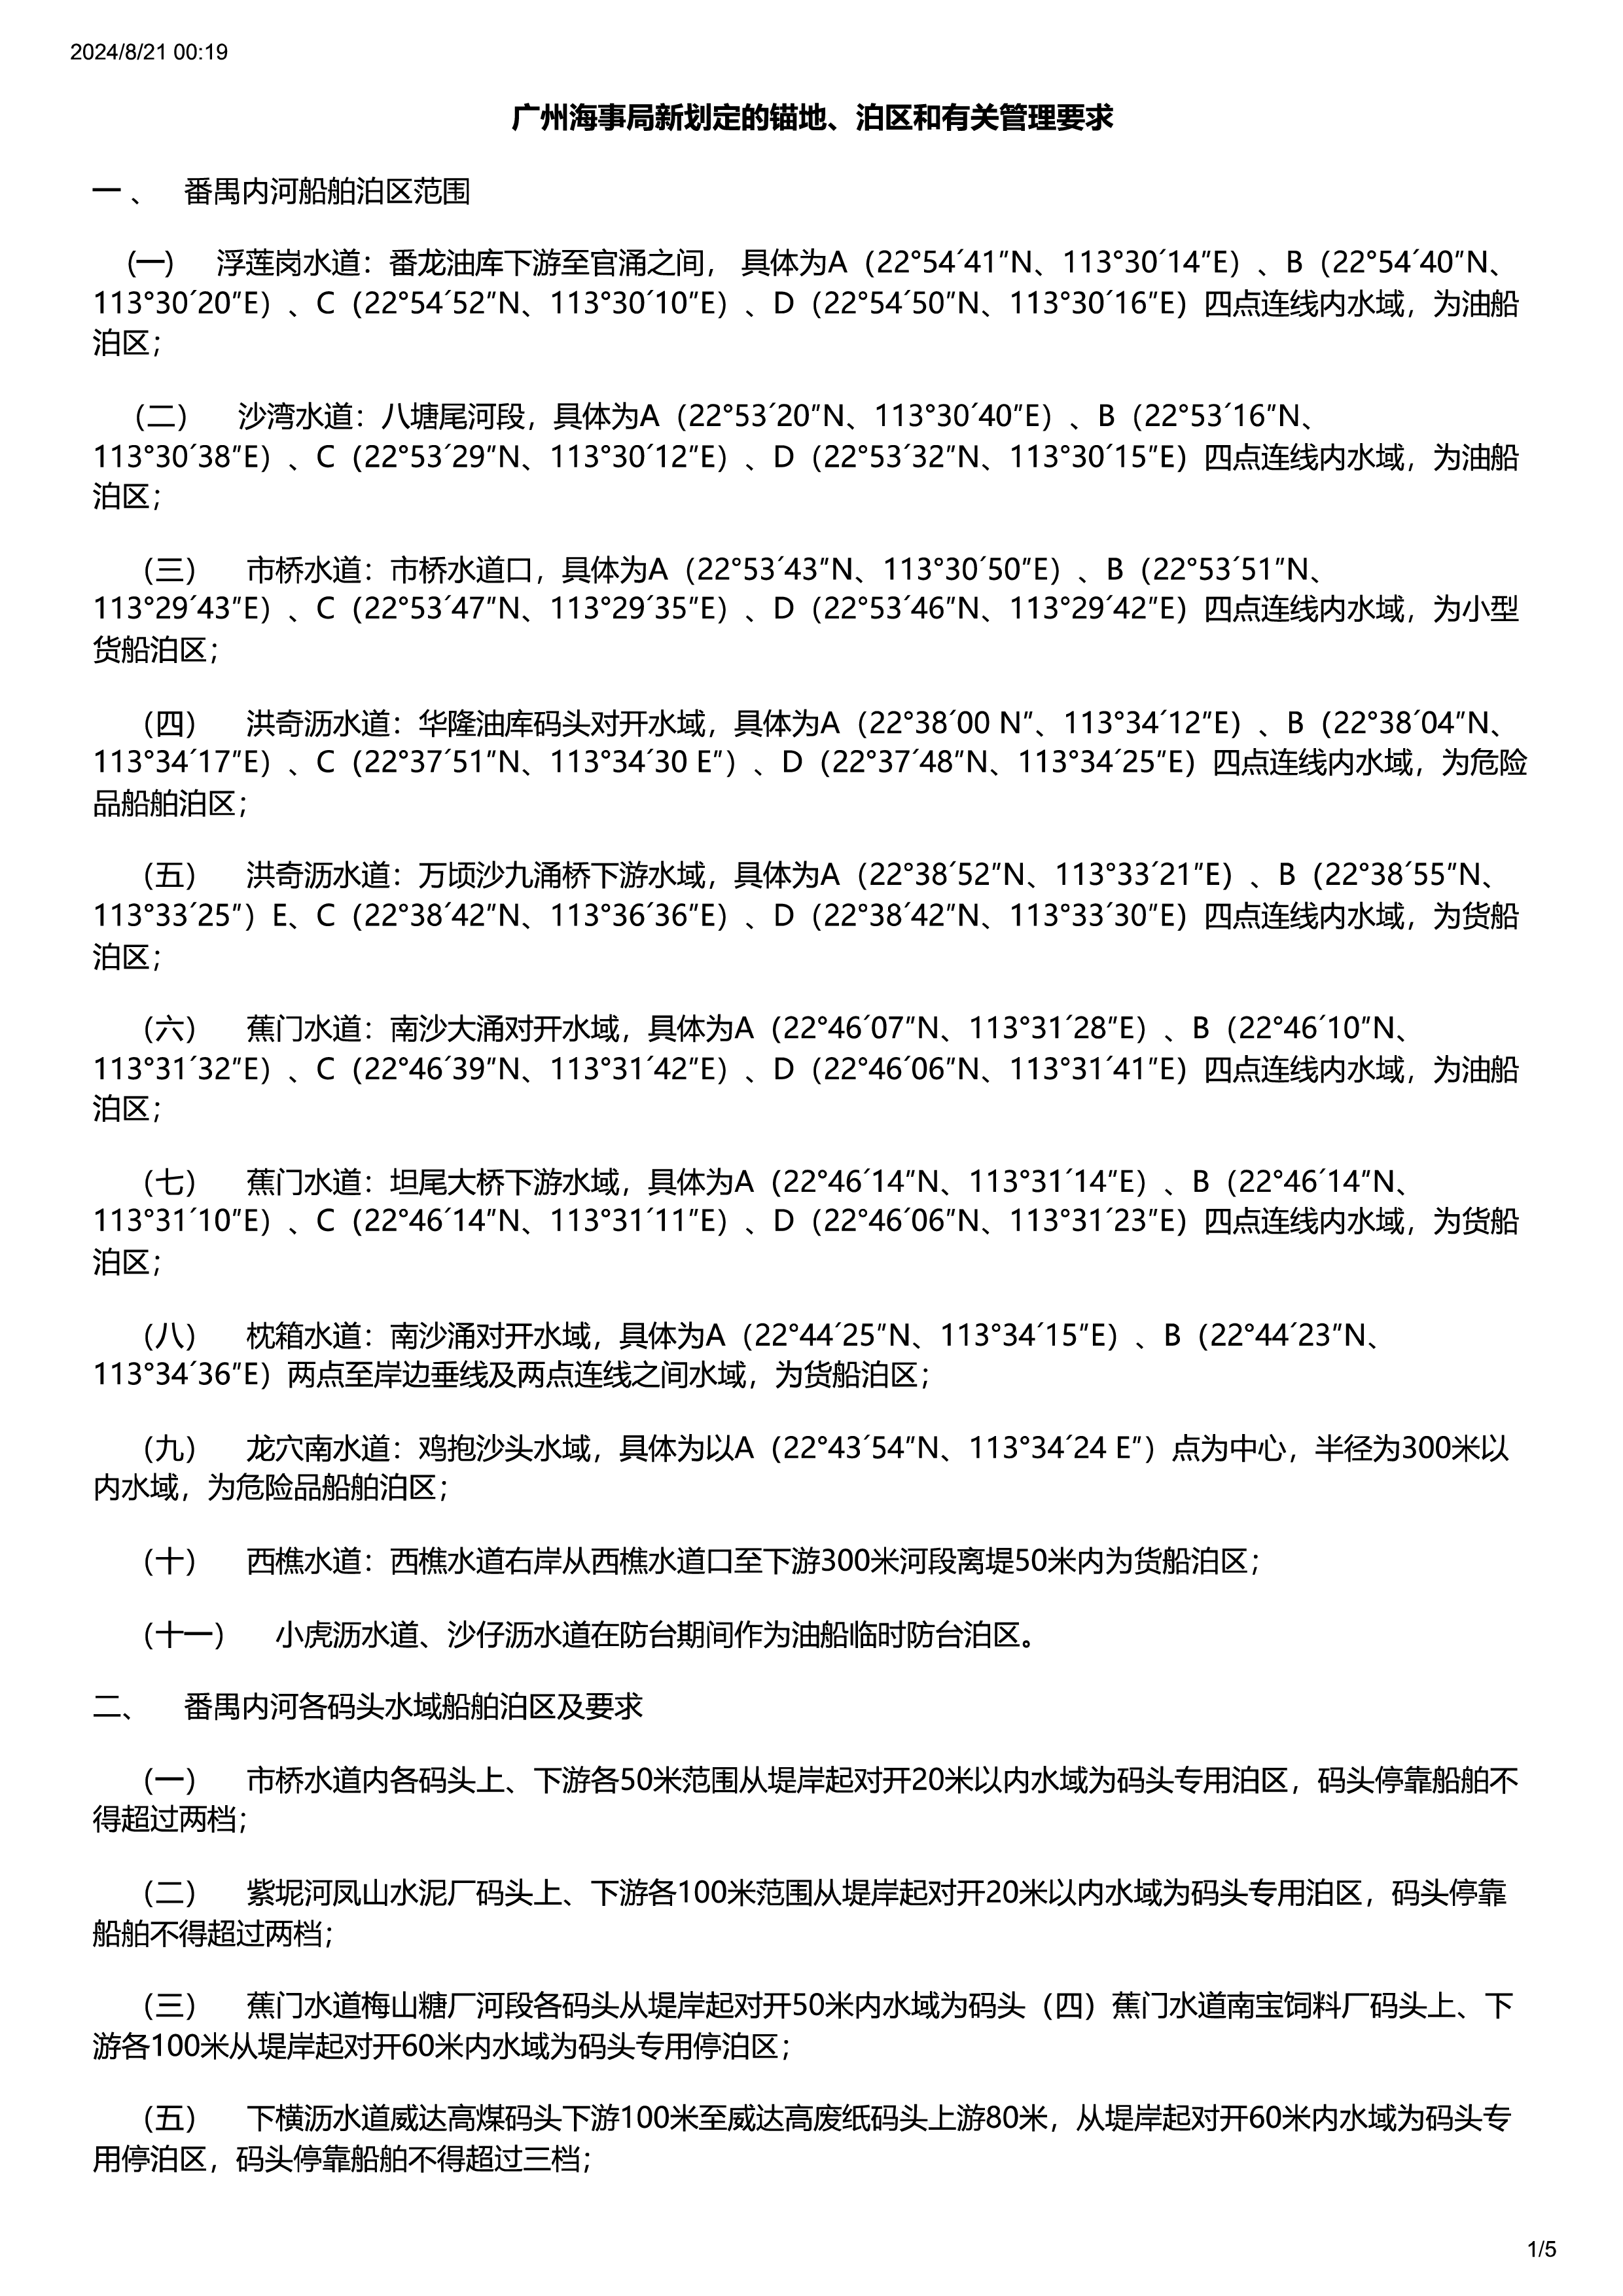 2024/8/21 00:19
广州海事局新划定的锚地、泊区和有关管理要求
一 、 番禺内河船舶泊区范围
(一) 浮莲岗水道：番龙油库下游至官涌之间， 具体为A（22°54´41″N、113°30´14″E）、B（22°54´40″N、
113°30´20″E）、C（22°54´52″N、113°30´10″E）、D（22°54´50″N、113°30´16″E）四点连线内水域，为油船
泊区；
（二） 沙湾水道：八塘尾河段，具体为A（22°53´20″N、113°30´40″E）、B（22°53´16″N、
113°30´38″E）、C（22°53´29″N、113°30´12″E）、D（22°53´32″N、113°30´15″E）四点连线内水域，为油船
泊区；
（三） 市桥水道：市桥水道口，具体为A（22°53´43″N、113°30´50″E）、B（22°53´51″N、
113°29´43″E）、C（22°53´47″N、113°29´35″E）、D（22°53´46″N、113°29´42″E）四点连线内水域，为小型
货船泊区；
（四） 洪奇沥水道：华隆油库码头对开水域，具体为A（22°38´00 N″、113°34´12″E） 、B（22°38´04″N、
113°34´17″E）、C（22°37´51″N、113°34´30 E″）、D（22°37´48″N、113°34´25″E）四点连线内水域，为危险
品船舶泊区；
（五） 洪奇沥水道：万顷沙九涌桥下游水域，具体为A（22°38´52″N、113°33´21″E）、B（22°38´55″N、
113°33´25″）E、C（22°38´42″N、113°36´36″E）、D（22°38´42″N、113°33´30″E）四点连线内水域，为货船
泊区；
（六） 蕉门水道：南沙大涌对开水域，具体为A（22°46´07″N、113°31´28″E）、B（22°46´10″N、
113°31´32″E）、C（22°46´39″N、113°31´42″E）、D（22°46´06″N、113°31´41″E）四点连线内水域，为油船
泊区；
（七） 蕉门水道：坦尾大桥下游水域，具体为A（22°46´14″N、113°31´14″E）、B（22°46´14″N、
113°31´10″E）、C（22°46´14″N、113°31´11″E）、D（22°46´06″N、113°31´23″E）四点连线内水域，为货船
泊区；
（八） 枕箱水道：南沙涌对开水域，具体为A（22°44´25″N、113°34´15″E）、B（22°44´23″N、
113°34´36″E）两点至岸边垂线及两点连线之间水域，为货船泊区；
（九） 龙穴南水道：鸡抱沙头水域，具体为以A（22°43´54″N、113°34´24 E″）点为中心，半径为300米以
内水域，为危险品船舶泊区；
（十） 西樵水道：西樵水道右岸从西樵水道口至下游300米河段离堤50米内为货船泊区；
（十一） 小虎沥水道、沙仔沥水道在防台期间作为油船临时防台泊区。
二、 番禺内河各码头水域船舶泊区及要求
（一） 市桥水道内各码头上、下游各50米范围从堤岸起对开20米以内水域为码头专用泊区，码头停靠船舶不
得超过两档；
（二） 紫坭河凤山水泥厂码头上、下游各100米范围从堤岸起对开20米以内水域为码头专用泊区，码头停靠
船舶不得超过两档；
（三） 蕉门水道梅山糖厂河段各码头从堤岸起对开50米内水域为码头（四）蕉门水道南宝饲料厂码头上、下
游各100米从堤岸起对开60米内水域为码头专用停泊区；
（五） 下横沥水道威达高煤码头下游100米至威达高废纸码头上游80米，从堤岸起对开60米内水域为码头专
用停泊区，码头停靠船舶不得超过三档；
1/5